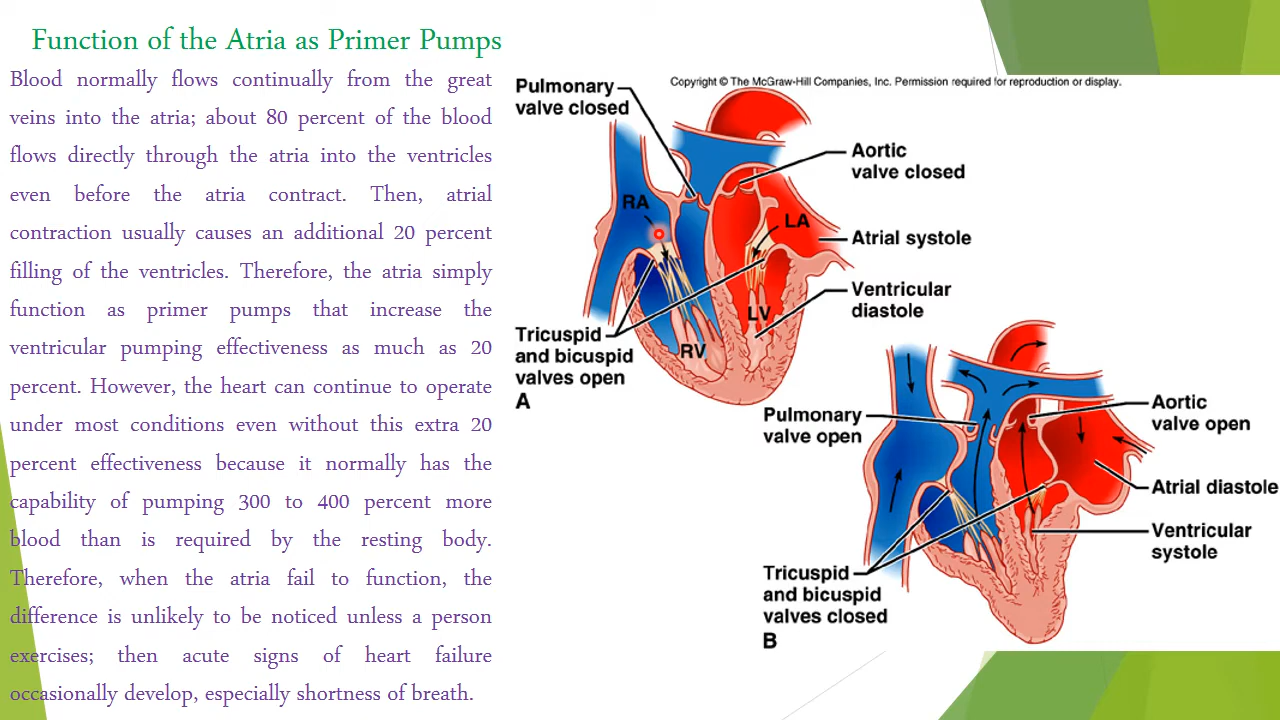 Function of the Atria as Primer Pumps
Blood normally flows continually from the great
veins into the atria; about 80 percent of the blood
flows directly through the atria into the ventricles
even before the atria contract. Then, atrial
contraction usually causes an additional 20 percent
filling of the ventricles. Therefore, the atria simply
function as primer pumps that increase the
ventricular pumping effectiveness as much as 20
percent. However, the heart can continue to operate
under most conditions even without this extra 20
percent effectiveness because it normally has the
capability of pumping 300 to 400 percent more
blood than is required by the resting body.
Therefore, when the atria fail to function, the
difference is unlikely to be noticed unless a person
exercises; then acute signs of heart failure
occasionally develop, especially shortness of breath.
Copyright © The McGraw-Hill Companies, Inc. Permission required for reproduction or display.
Pulmonary
valve closed
Aortic
valve closed
RA
LA
Atrial systole
Ventricular
diastole
LV
RV
Tricuspid
and bicuspid
valves open
A
Pulmonary
valve open
Aortic
valve open
Atrial diastole
Ventricular
systole
Tricuspid
and bicuspid
valves closed
B